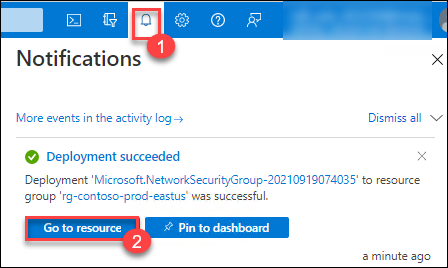 1
Notifications
More events in the activity log→
Dismiss all
Deployment succeeded
Deployment 'Microsoft.NetworkSecurityGroup-20210919074035' to resource
group 'rg-contoso-prod-eastus' was successful.
Go to resource
2
Pin to dashboard
a minute ago